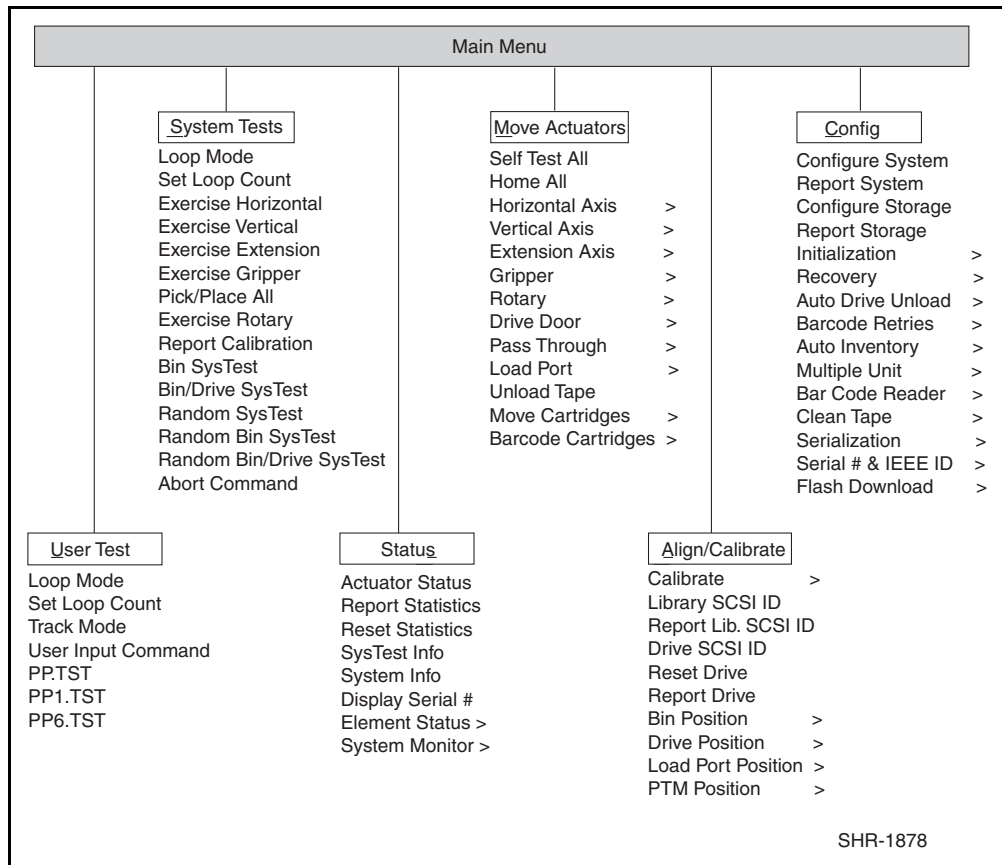 Main Menu
System Tests
Loop Mode
Set Loop Count
Exercise Horizontal
Exercise Vertical
Exercise Extension
Exercise Gripper
Pick/Place All
Exercise Rotary
Report Calibration
Bin SysTest
Bin/Drive SysTest
Random SysTest
Random Bin SysTest
Random Bin/Drive SysTest
Abort Command
Move Actuators
Self Test All
Home All
Horizontal Axis >
Vertical Axis >
Extension Axis >
Gripper >
Rotary >
Drive Door >
Pass Through >
Load Port >
Unload Tape
Move Cartridges >
Barcode Cartridges >
Config
Configure System
Report System
Configure Storage
Report Storage
Initialization >
Recovery >
Auto Drive Unload >
Barcode Retries >
Auto Inventory >
Multiple Unit >
Bar Code Reader >
Clean Tape >
Serialization >
Serial # & IEEE ID >
Flash Download >
User Test
Loop Mode
Set Loop Count
Track Mode
User Input Command
PP.TST
PP1.TST
PP6.TST
Status
Actuator Status
Report Statistics
Reset Statistics
SysTest Info
System Info
Display Serial #
Element Status >
System Monitor >
Align/Calibrate
Calibrate >
Library SCSI ID
Report Lib. SCSI ID
Drive SCSI ID
Reset Drive
Report Drive
Bin Position >
Drive Position >
Load Port Position >
PTM Position >
SHR-1878